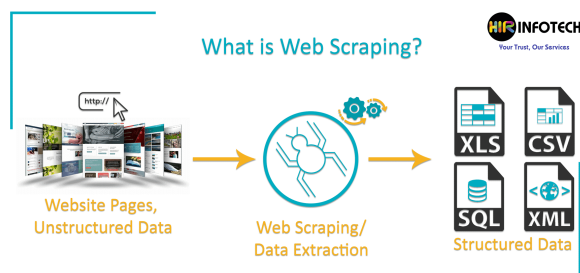 HIR INFOTECH
Your Trust, Our Services
What is Web Scraping?
http://
Website Pages,
Unstructured Data
Web Scraping/
Data Extraction
XLS
CSV
SQL
XML
Structured Data